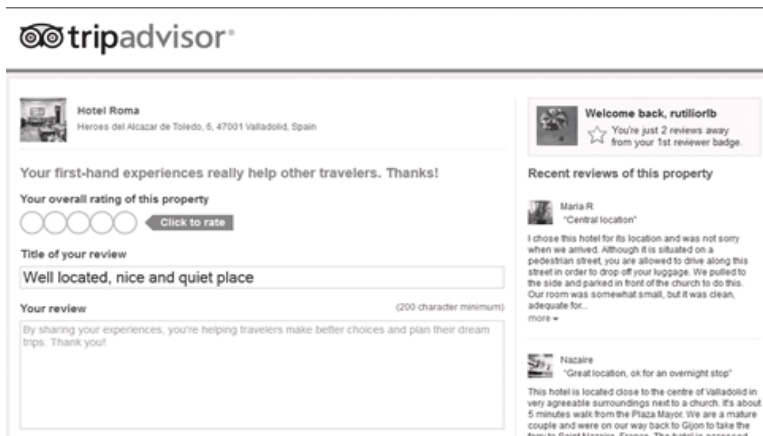 tripadvisor®
Hotel Roma
Heroes del Alcazar de Toledo, 6, 47001 Valladolid, Spain
Your first-hand experiences really help other travelers. Thanks!
Your overall rating of this property
Click to rate
Title of your review
Well located, nice and quiet place
Your review
(200 character minimum)
By sharing your experiences, you're helping travelers make better choices and plan their dream
trips. Thank you!
Welcome back, rutiliorlb
You're just 2 reviews away
from your 1st reviewer badge.
Recent reviews of this property
Maria R
"Central location"
I chose this hotel for its location and was not sorry
when we arrived. Although it is situated on a
pedestrian street, you are allowed to drive along this
street in order to drop off your luggage. We pulled to
the side and parked in front of the church to do this.
Our room was somewhat small, but it was clean,
adequate for...
more
Nazaire
"Great location, ok for an overnight stop"
This hotel is located close to the centre of Valladolid in
very agreeable surroundings next to a church. It's about
5 minutes walk from the Plaza Mayor. We are a mature
couple and were on our way back to Gijon to take the
ferry to Saint Nazaire, France. The hotel is accessed